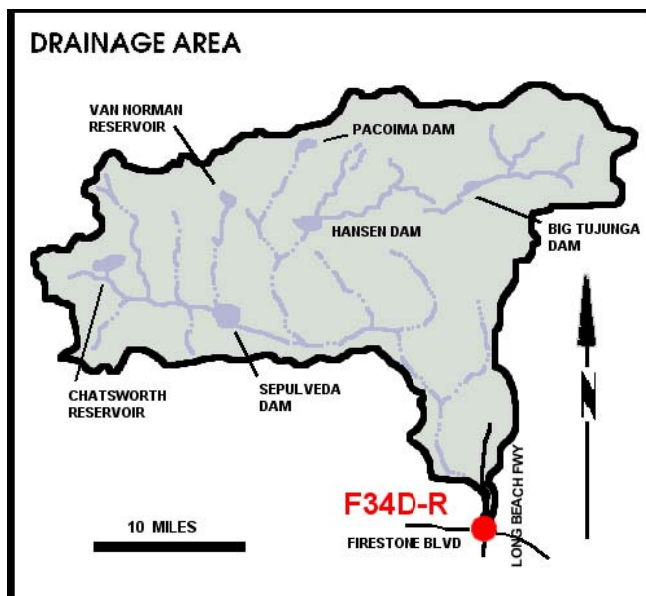 DRAINAGE AREA
VAN NORMAN
RESERVOIR
PACOIMA DAM
HANSEN DAM
BIG TUJUNGA
DAM
CHATSWORTH
RESERVOIR
SEPULVEDA
DAM
N
F34D-R
LONG BEACH FWY
10 MILES
FIRESTONE BLVD